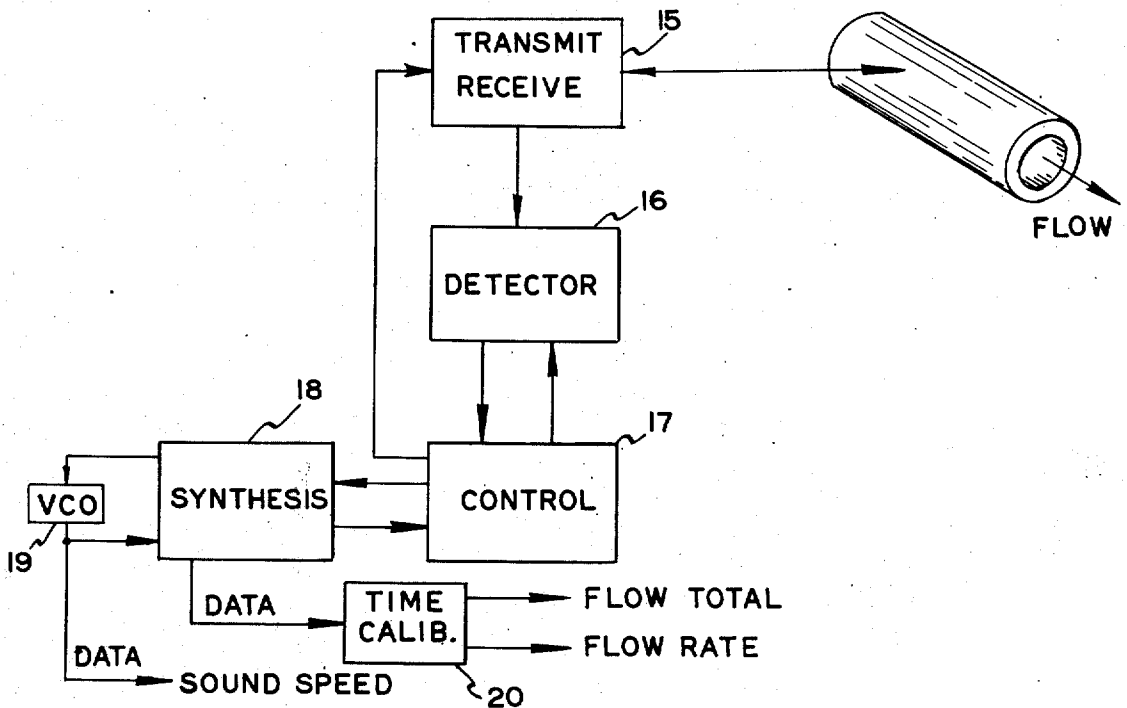 15
TRANSMIT
RECEIVE
FLOW
16
DETECTOR
18
17
VCO
SYNTHESIS
CONTROL
19
DATA
TIME
CALIB.
FLOW TOTAL
FLOW RATE
DATA
SOUND SPEED
20